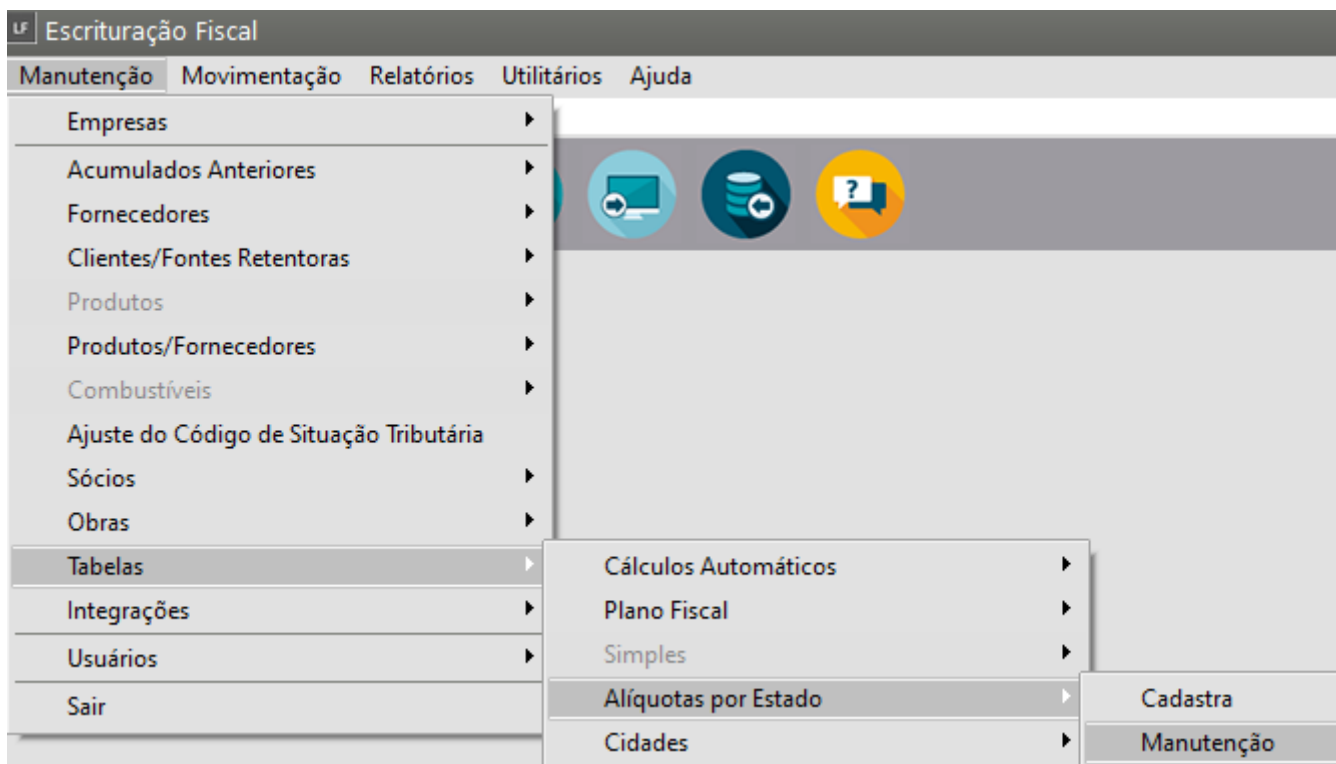 LF Escrituração Fiscal
Manutenção Movimentação Relatórios Utilitários Ajuda
Empresas
Acumulados Anteriores
Fornecedores
?
Clientes/Fontes Retentoras
Produtos
Produtos/Fornecedores
Combustíveis
Ajuste do Código de Situação Tributária
Sócios
Obras
Tabelas
Integrações
Usuários
Sair
Cálculos Automáticos
Plano Fiscal
Simples
Alíquotas por Estado
Cidades
Cadastra
Manutenção